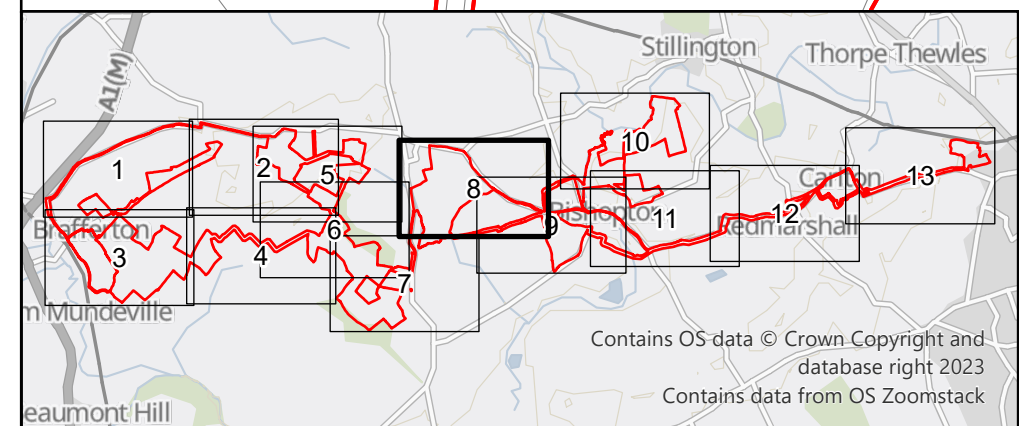 Stillington
Thorpe Thewles
A1(M)
10
1
2
5
8
13
Carlton
Bishopton
11
12
Redmarshall
Brafferton
9
6
3
4
7
m Mundeville
Contains OS data © Crown Copyright and
database right 2023
Contains data from OS Zoomstack
eaumont Hill